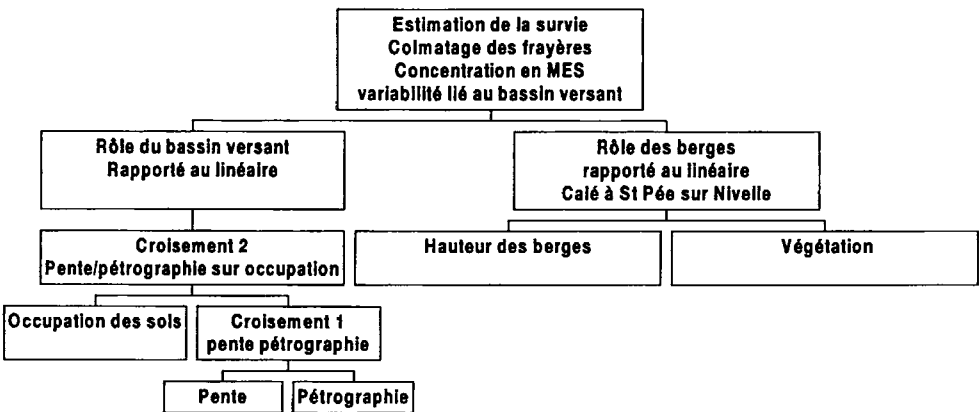 Estimation de la survie
Colmatage des frayères
Concentration en MES
variabilité lié au bassin versant
Rôle du bassin versant
Rapporté au linéaire
Rôle des berges
rapporté au linéaire
Calé à St Pée sur Nivelle
Croisement 2
Pente/pétrographie sur occupation
Hauteur des berges
Végétation
Occupation des sols
Croisement 1
pente pétrographie
Pente
Pétrographie